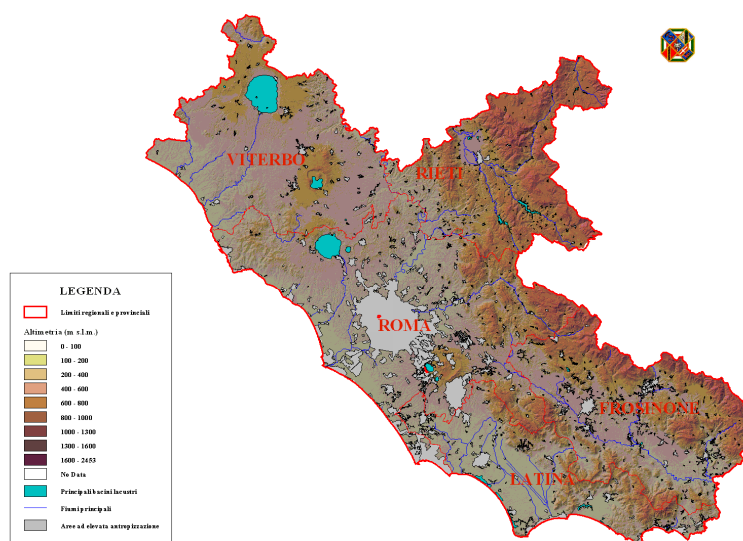 VITERBO
RIETI
ROMA
FROSINONE
LATINA
LEGENDA
Limiti regionali e provinciali
Altimetria (m s.l.m.)
0 - 100
100 - 200
200 - 400
400 - 600
600 - 800
800 - 1000
1000 - 1300
1300 - 1600
1600 - 2453
No Data
Principali bacini lacustri
Fiumi principali
Aree ad elevata antropizzazione